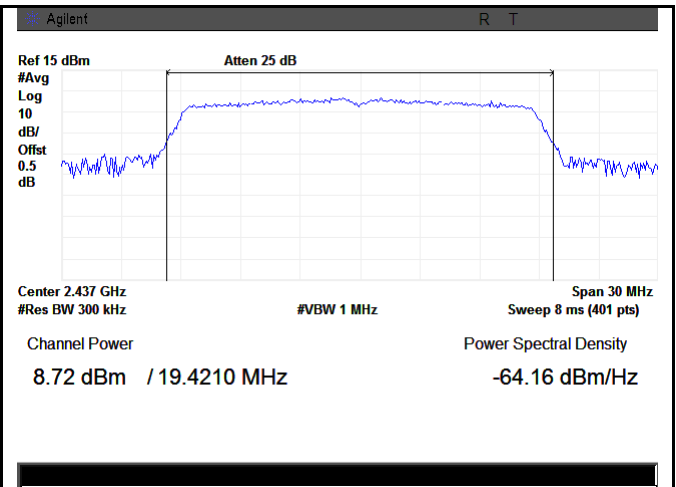 Agilent R T
Ref 15 dBm Atten 25 dB
#Avg
Log
10
dB/
Offst
0.5
dB
Center 2.437 GHz Span 30 MHz
#Res BW 300 kHz #VBW 1 MHz Sweep 8 ms (401 pts)
Channel Power Power Spectral Density
8.72 dBm / 19.4210 MHz -64.16 dBm/Hz